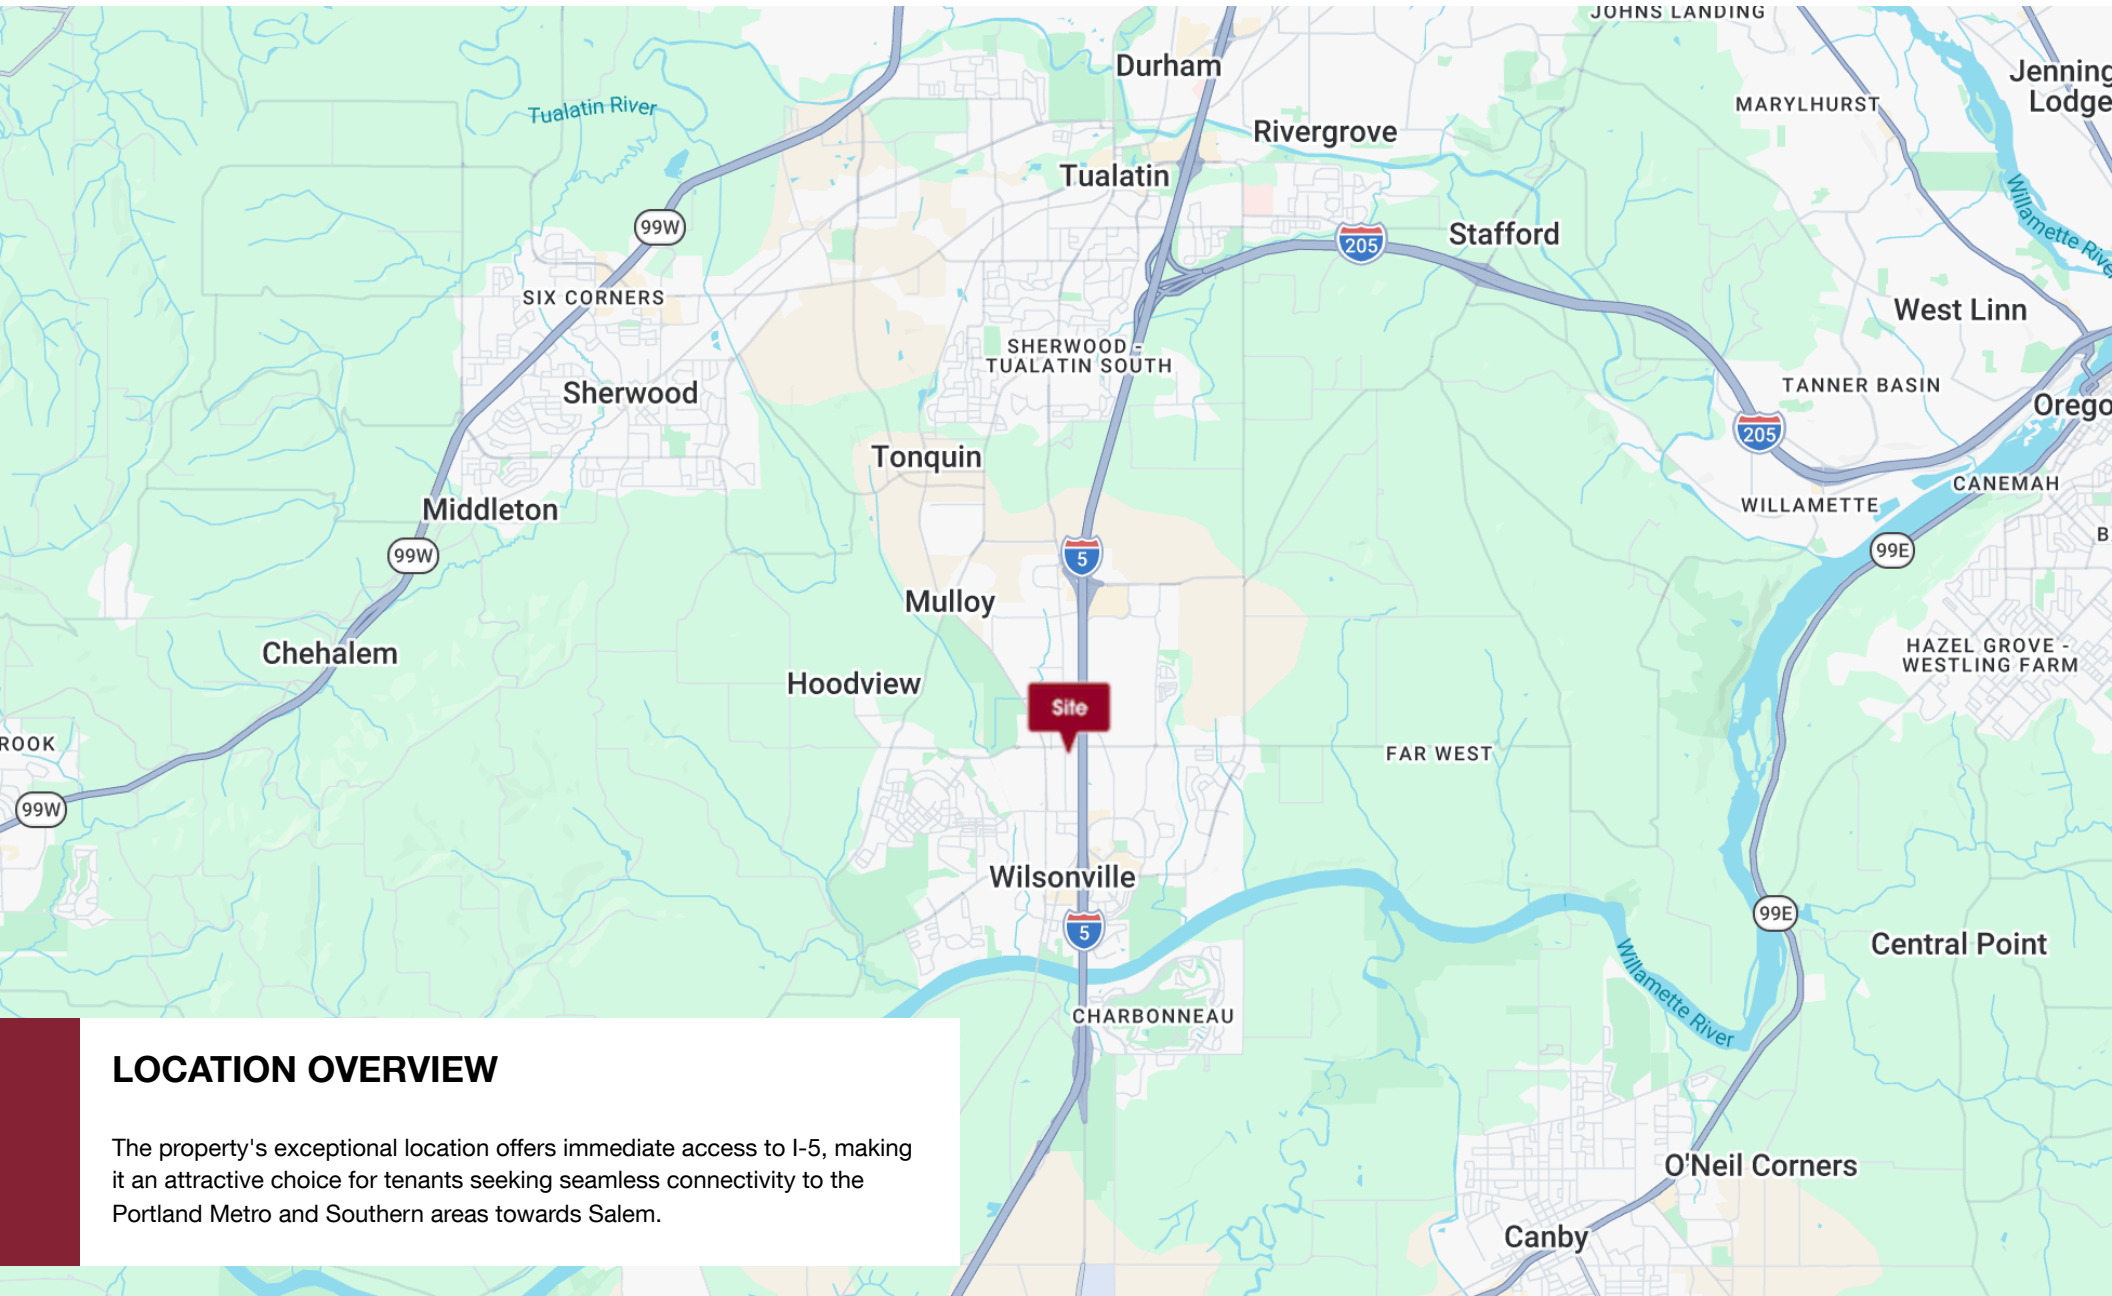 JOHNS LANDING
Durham
Jenning
Lodge
MARYLHURST
Tualatin River
Rivergrove
Tualatin
Willamette River
99W
205
Stafford
SIX CORNERS
West Linn
SHERWOOD -
TUALATIN SOUTH
TANNER BASIN
Sherwood
Orego
205
Tonquin
CANEMAH
Middleton
WILLAMETTE
B
99W
5
99E
Mulloy
Chehalem
HAZEL GROVE -
WESTLING FARM
Hoodview
Site
ROOK
FAR WEST
99W
Wilsonville
99E
5
Central Point
Willamette River
CHARBONNEAU
LOCATION OVERVIEW
The property's exceptional location offers immediate access to I-5, making
it an attractive choice for tenants seeking seamless connectivity to the
Portland Metro and Southern areas towards Salem.
O'Neil Corners
Canby